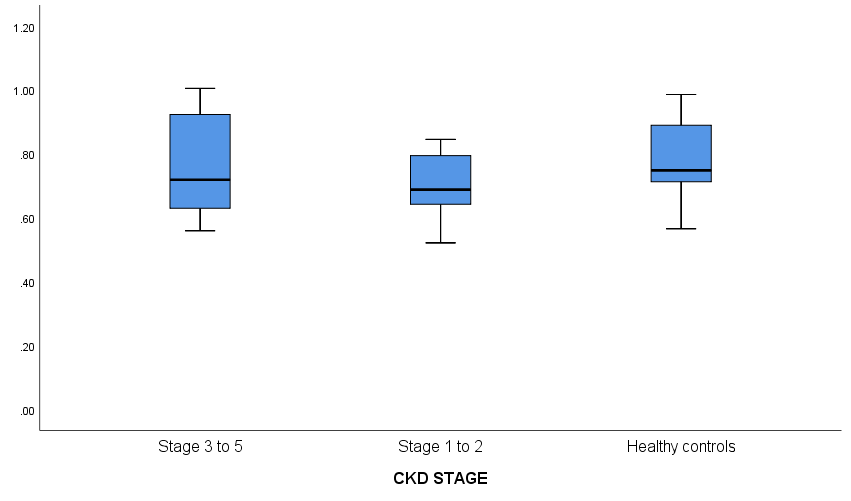 1.20
1.00
.80
.60
.40
.20
.00
Stage 3 to 5
Stage 1 to 2
Healthy controls
CKD STAGE